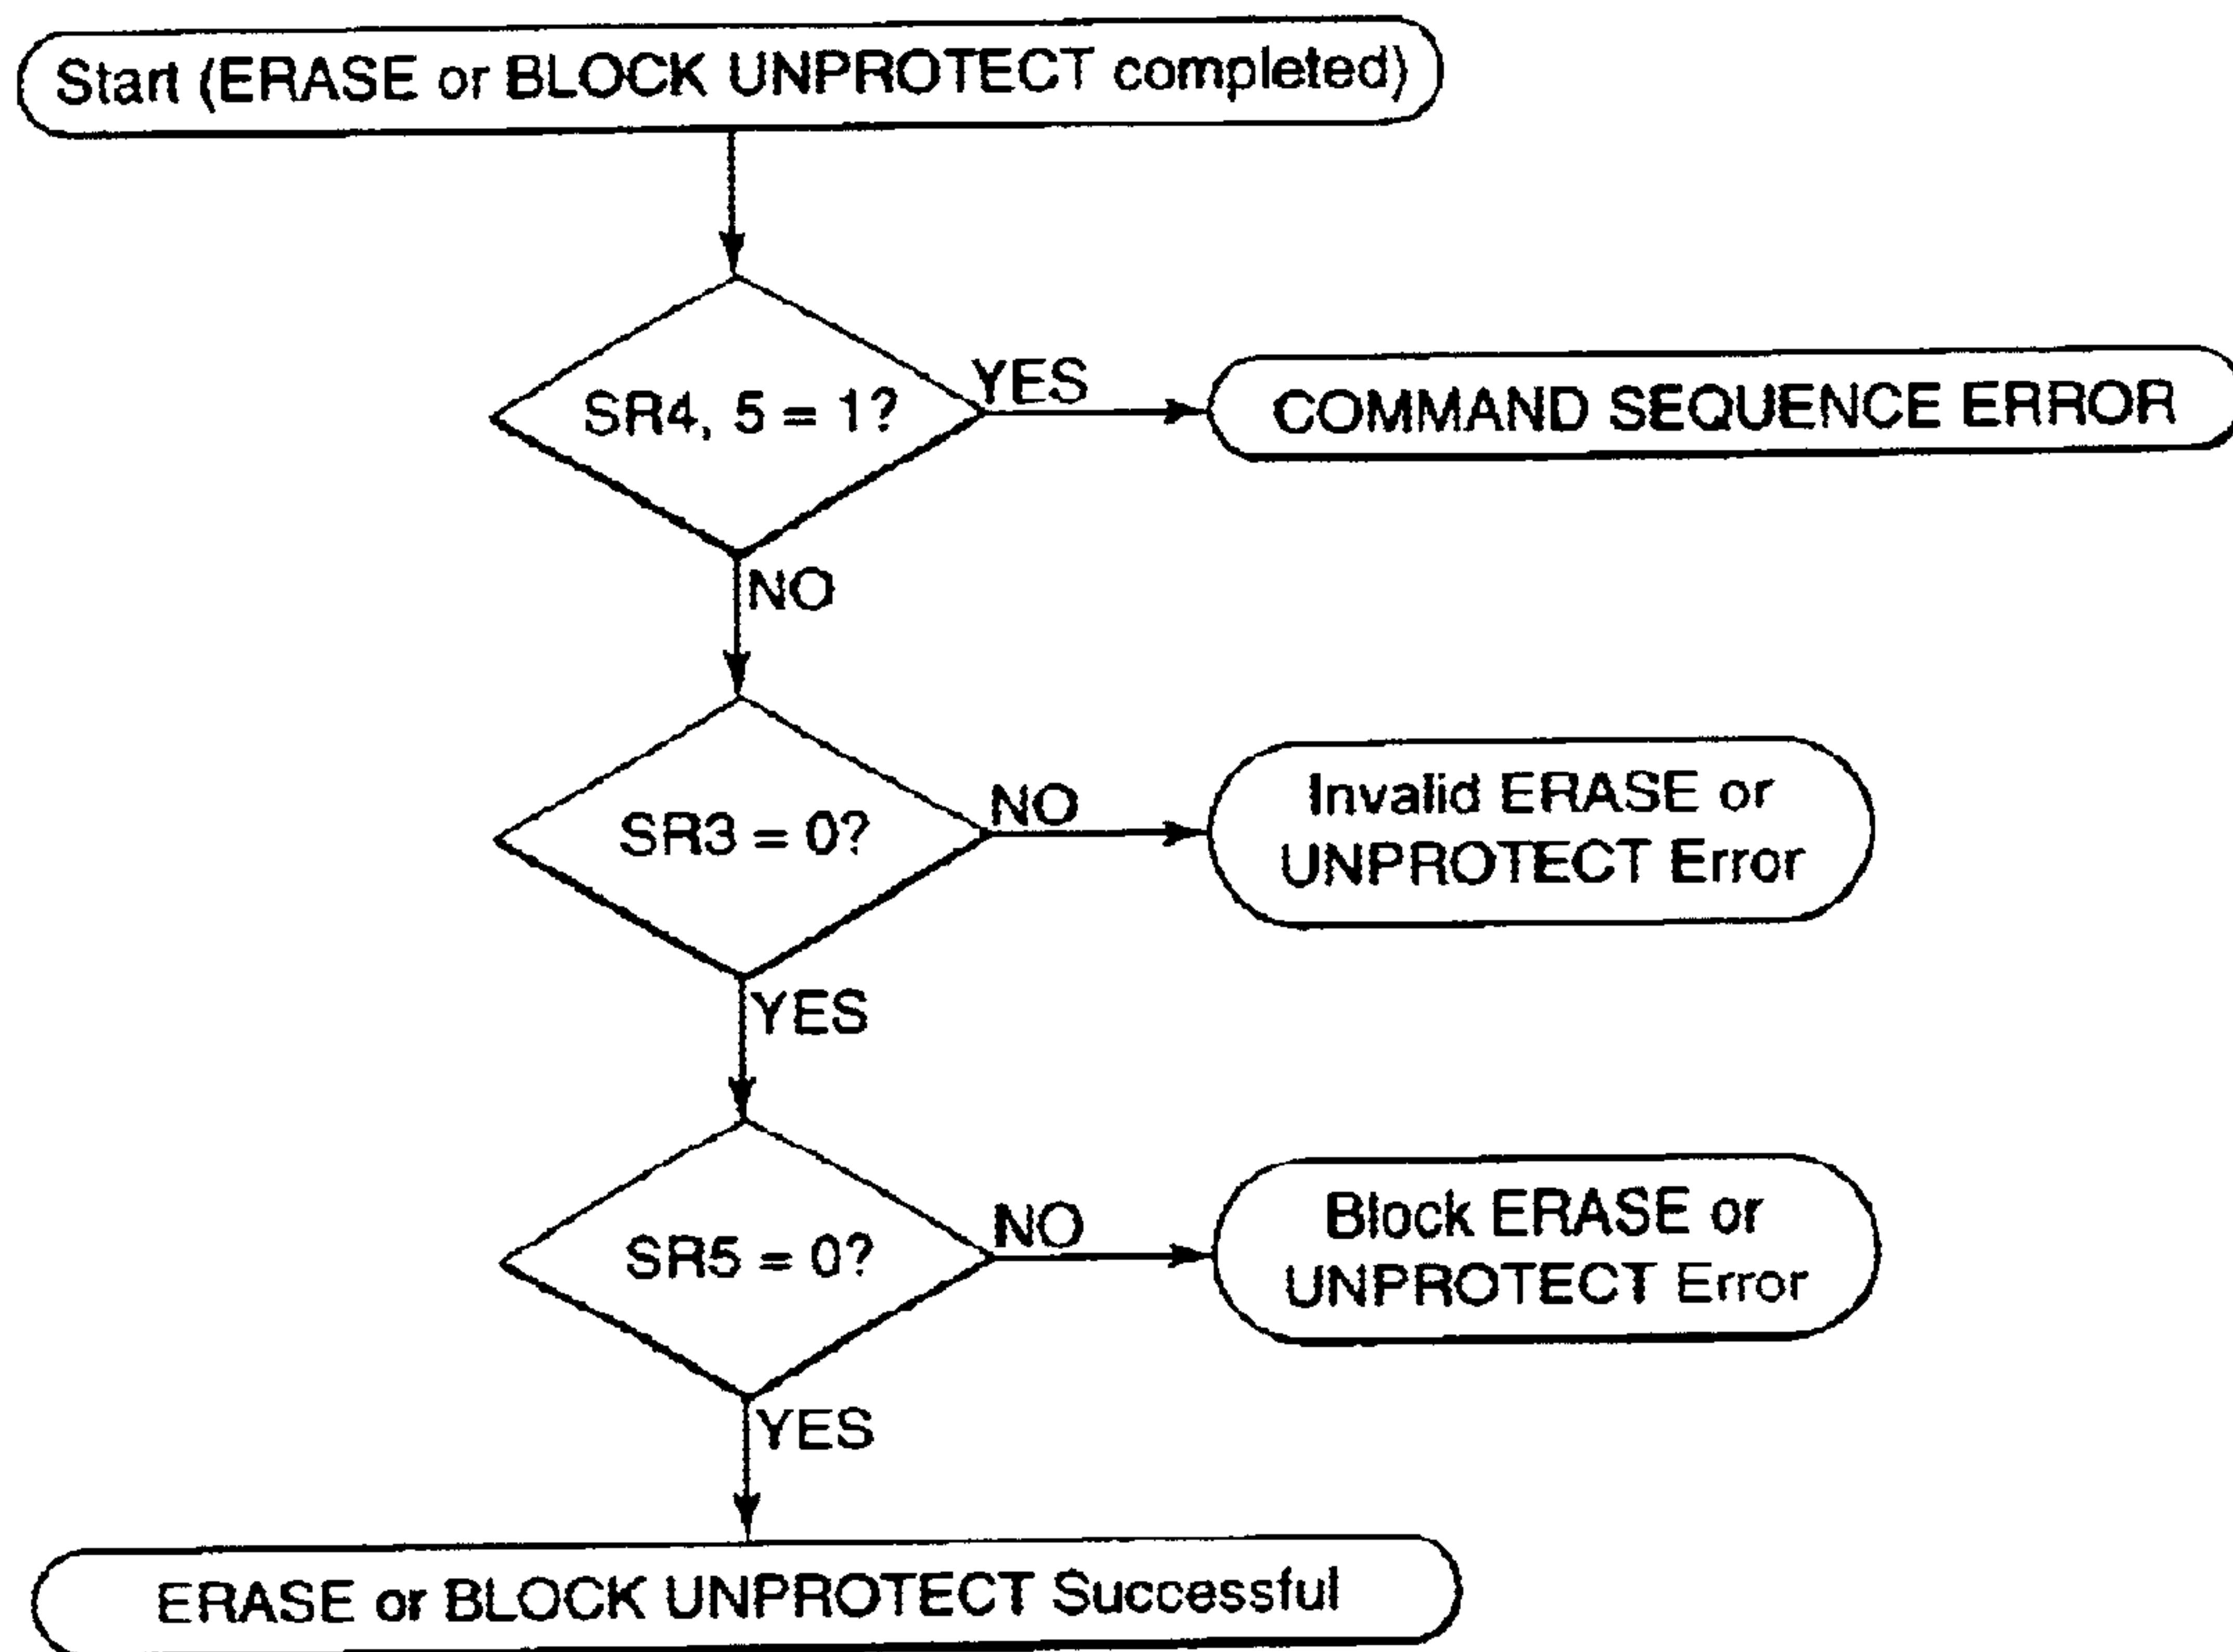 Start (ERASE or BLOCK UNPROTECT completed)
SR4, 5 = 1?
YES
COMMAND SEQUENCE ERROR
NO
SR3 = 0?
NO
Invalid ERASE or
UNPROTECT Error
YES
SR5 = 0?
NO
Block ERASE or
UNPROTECT Error
YES
ERASE or BLOCK UNPROTECT Successful